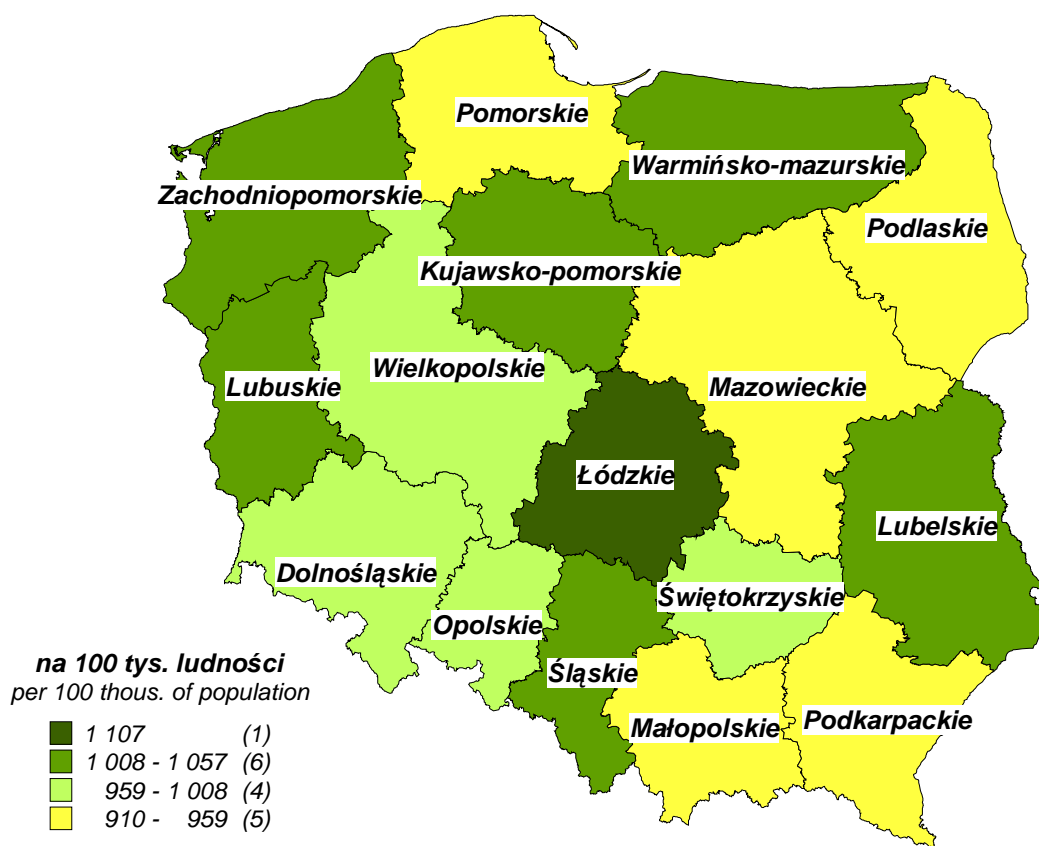 Pomorskie
Warmińsko-mazurskie
Zachodniopomorskie
Podlaskie
Kujawsko-pomorskie
Wielkopolskie
Lubuskie
Mazowieckie
Łódzkie
Lubelskie
Dolnośląskie
Świętokrzyskie
Opolskie
Śląskie
Małopolskie
Podkarpackie
na 100 tys. ludności
per 100 thous. of population
1 107 (1)
1 008 - 1 057 (6)
959 - 1 008 (4)
910 - 959 (5)